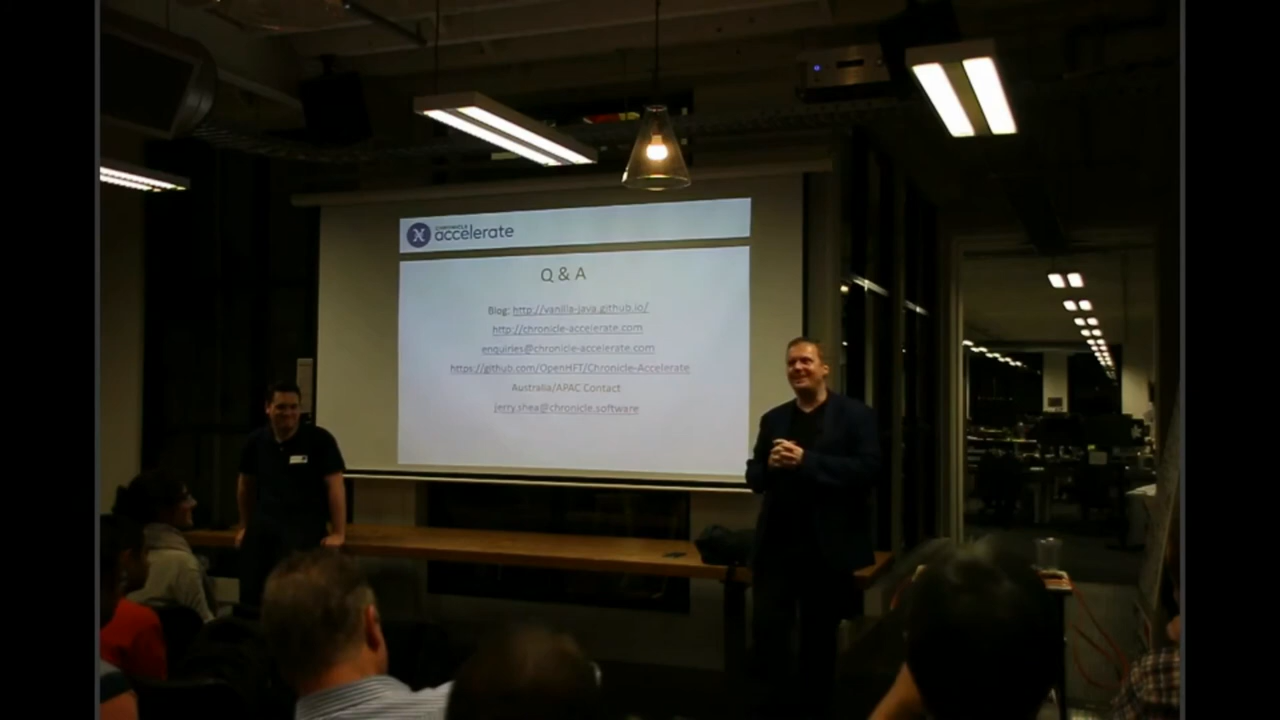 CHRONICLE
accelerate
Q & A
Blog: http://vanilla-java.github.io/
http://chronicle-accelerate.com
enquiries@chronicle-accelerate.com
https://github.com/OpenHFT/Chronicle-Accelerate
Australia/APAC Contact
jerry.shea@chronicle.software